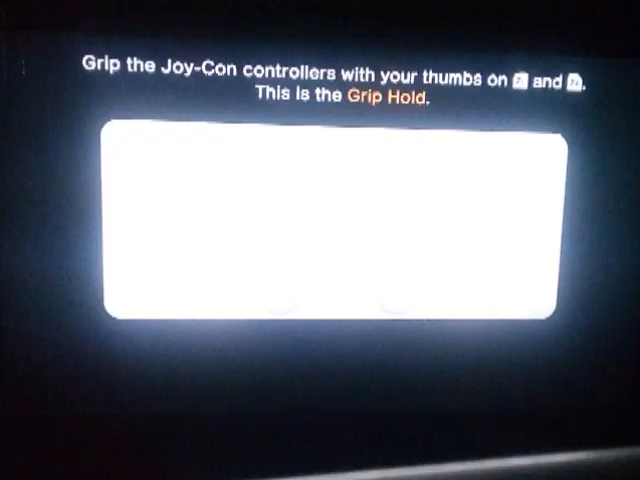 Grip the Joy-Con controllers with your thumbs on and .
This is the Grip Hold.